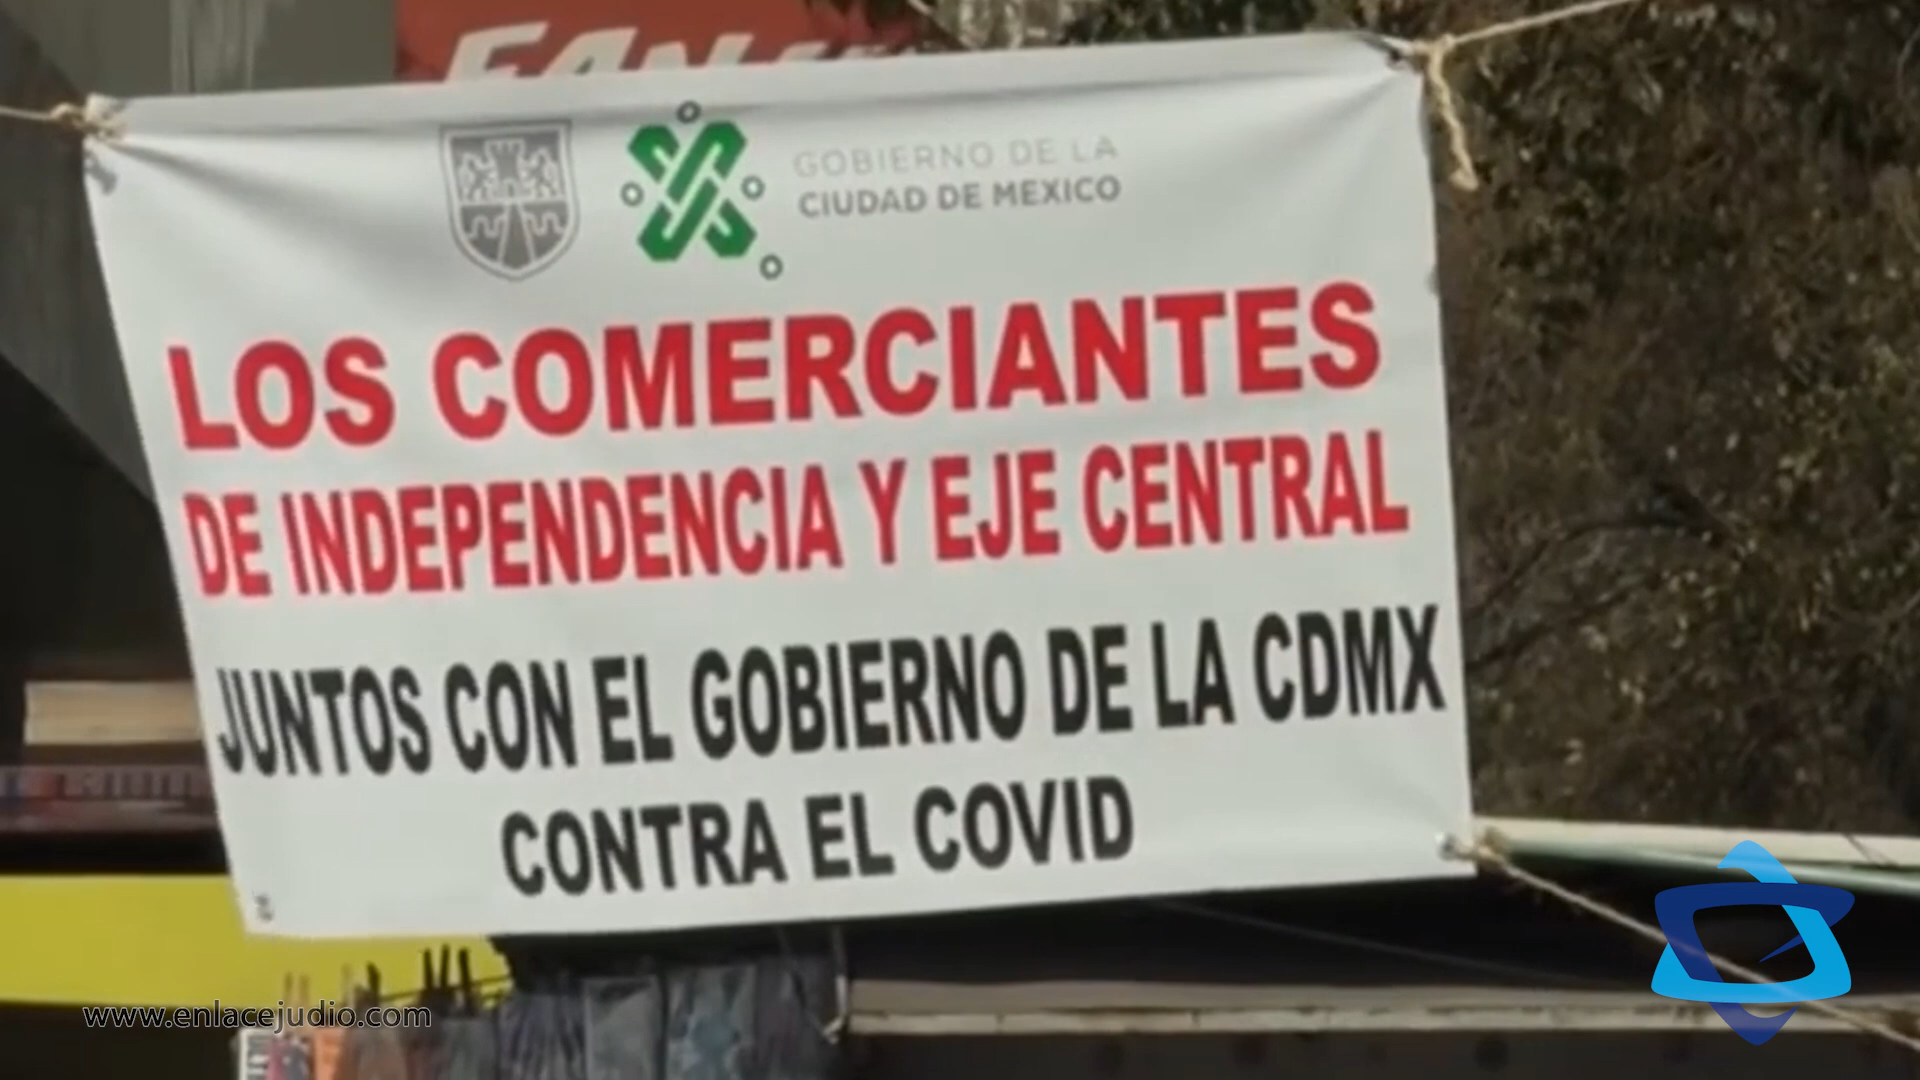 GOBIERNO DE LA
CIUDAD DE MEXICO
LOS COMERCIANTES
DE INDEPENDENCIA Y EJE CENTRAL
JUNTOS CON EL GOBIERNO DE LA CDMX
CONTRA EL COVID
www.enlacejudio.com